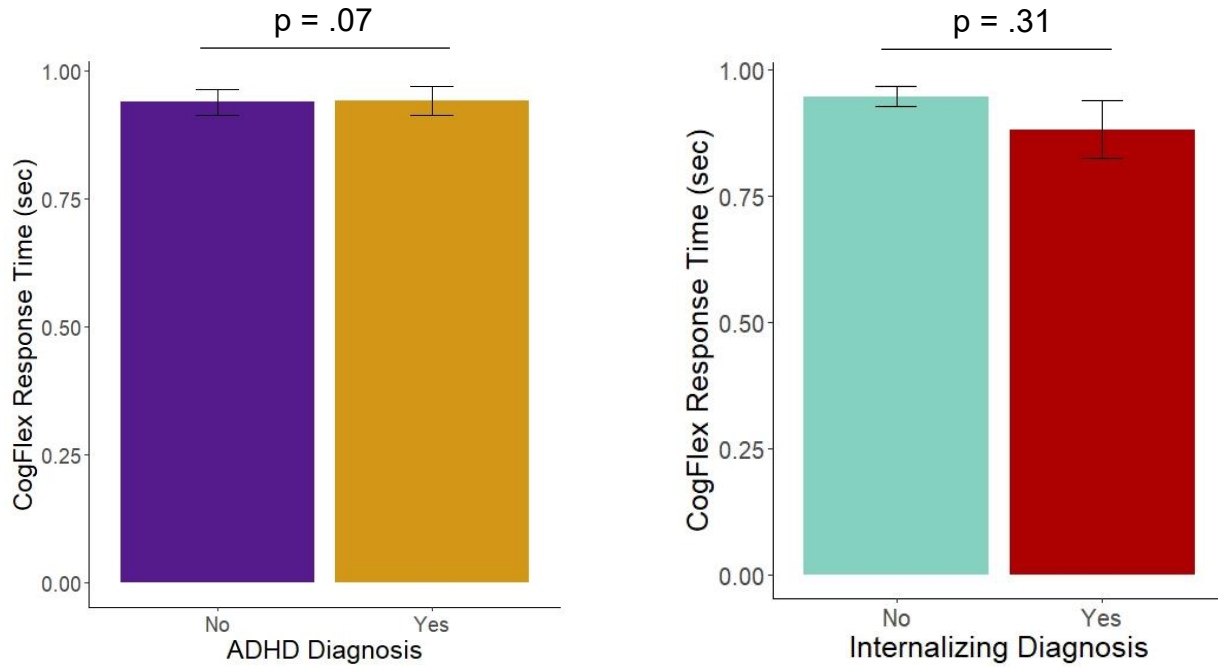 p = .07
CogFlex Response Time (sec)
1.00
0.75
0.50
0.25
0.00
No Yes
ADHD Diagnosis
p = .31
CogFlex Response Time (sec)
1.00
0.75
0.50
0.25
0.00
No Yes
Internalizing Diagnosis